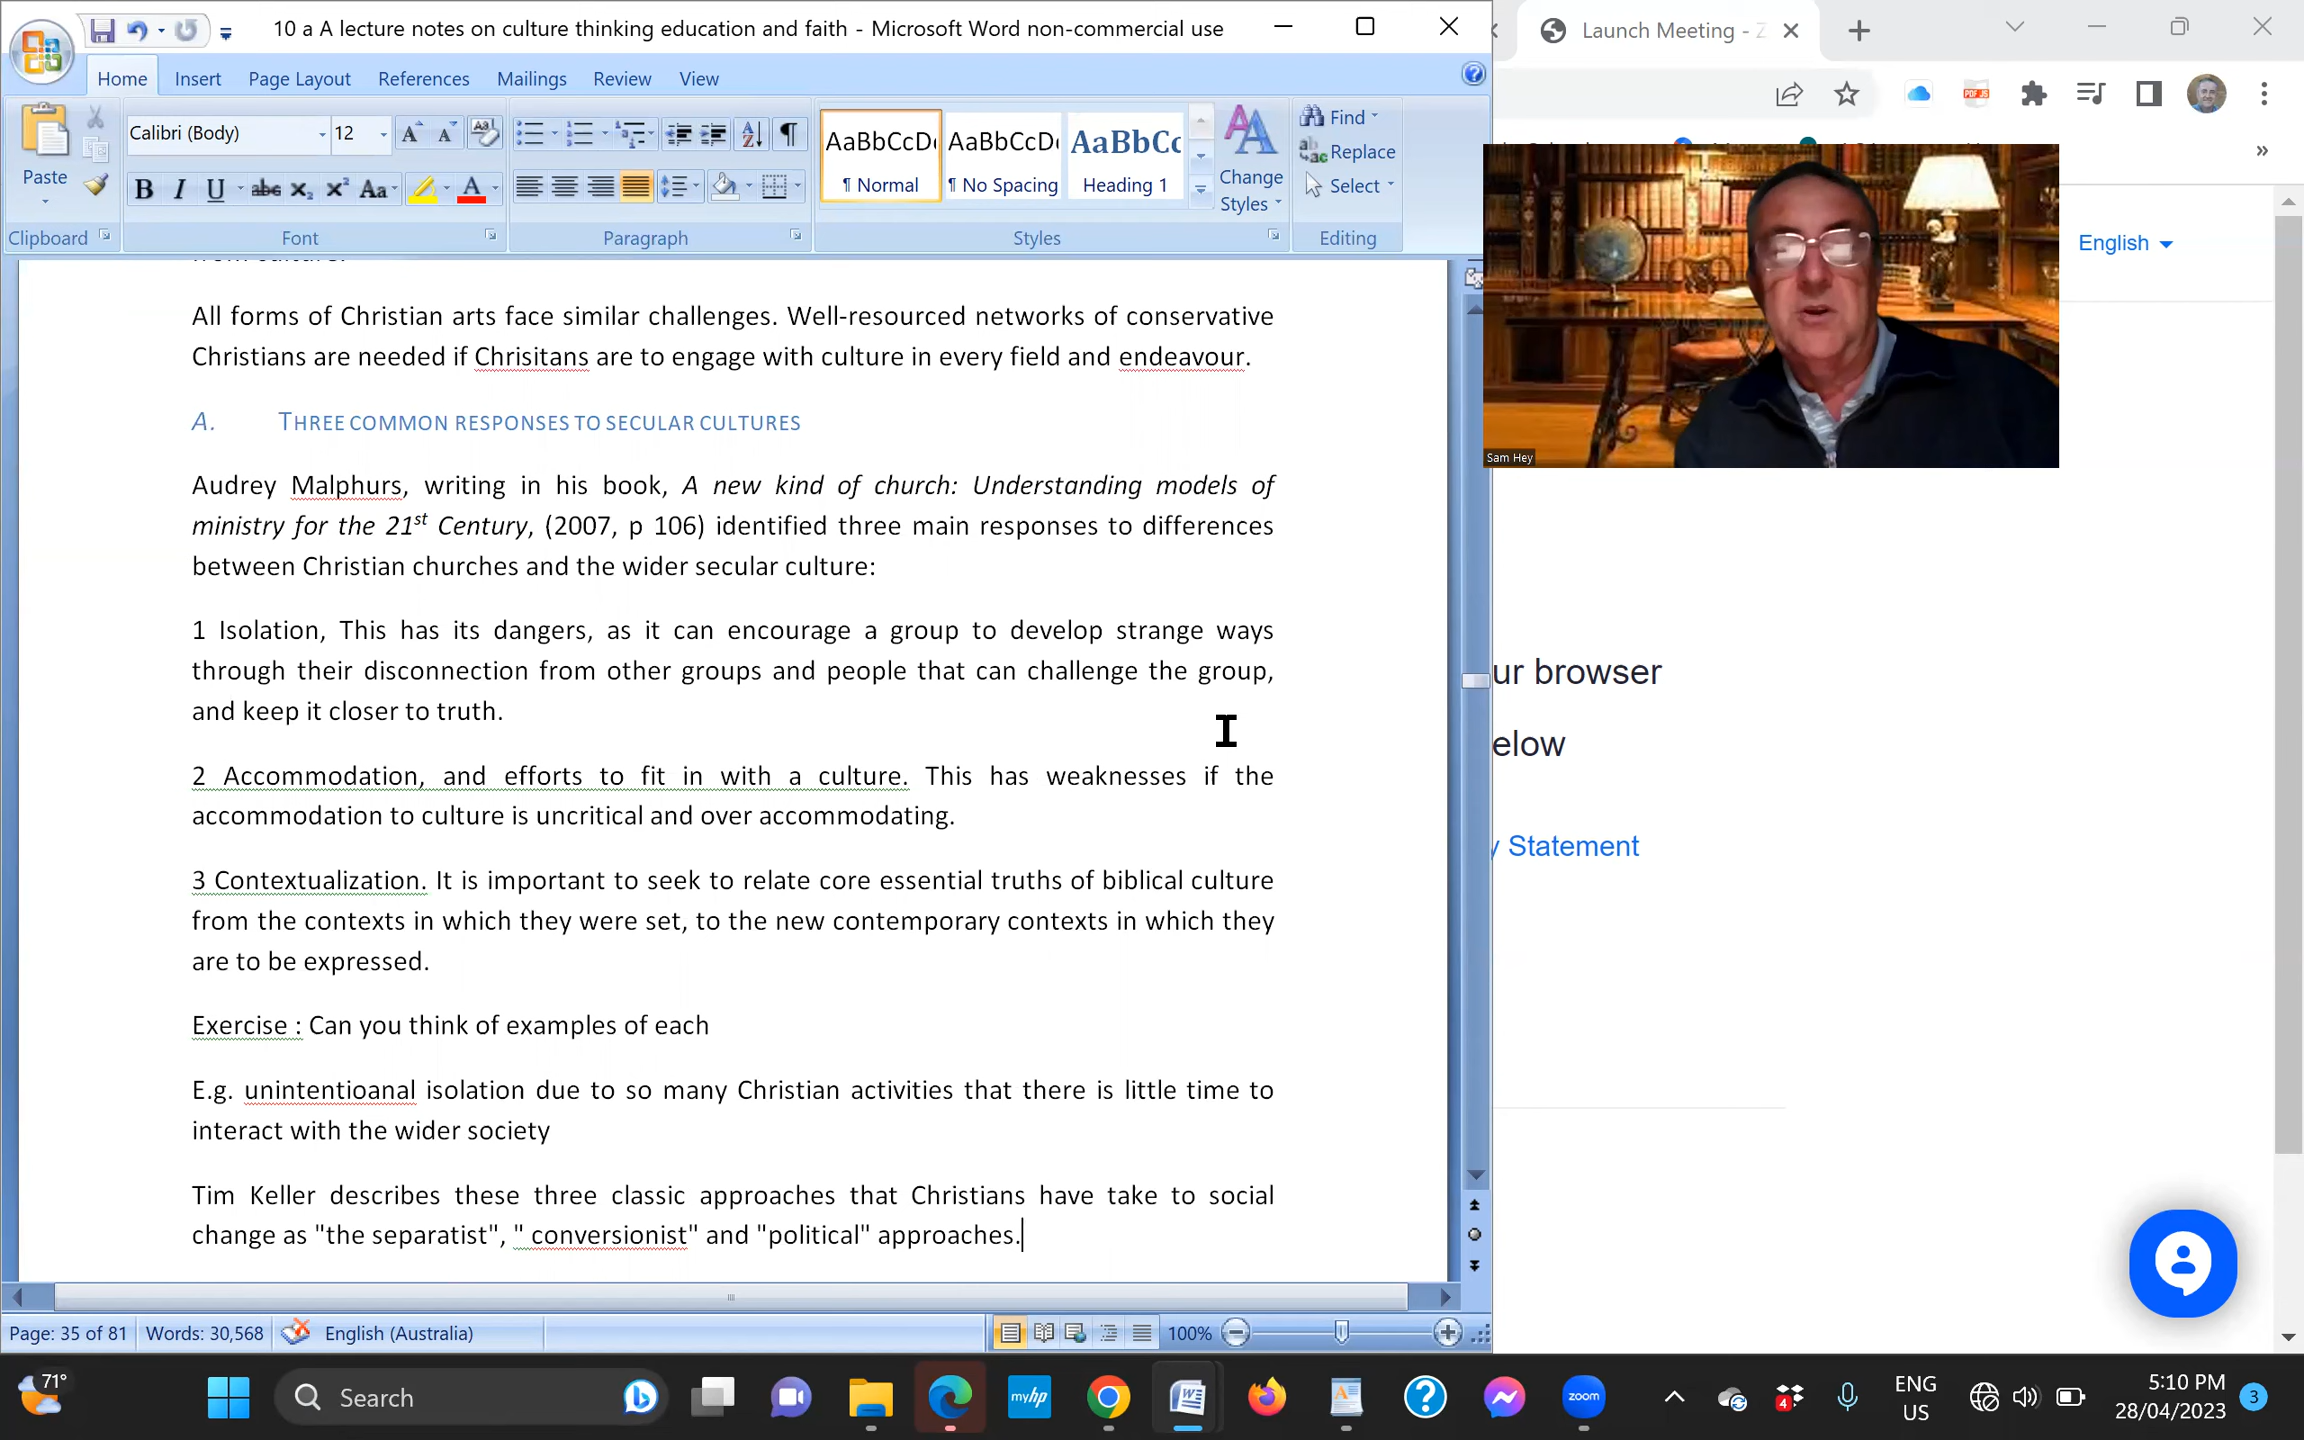 10 a A lecture notes on culture thinking education and faith - Microsoft Word non-commercial use
Launch Meeting - Z
Home Insert Page Layout References Mailings Review View
Paste
Clipboard
Calibri (Body) 12
Font
Paragraph
AaBbCcDc AaBbCcDc AaBbCc
¶ Normal ¶ No Spacing Heading 1
Change
Styles
Styles
Find
Replace
Select
Editing
PDF JS
English
Sam Hey
from culture.
All forms of Christian arts face similar challenges. Well-resourced networks of conservative
Christians are needed if Chrisitans are to engage with culture in every field and endeavour.
A. THREE COMMON RESPONSES TO SECULAR CULTURES
Audrey Malphurs, writing in his book, A new kind of church: Understanding models of
ministry for the 21st Century, (2007, p 106) identified three main responses to differences
between Christian churches and the wider secular culture:
1 Isolation, This has its dangers, as it can encourage a group to develop strange ways
through their disconnection from other groups and people that can challenge the group,
and keep it closer to truth.
2 Accommodation, and efforts to fit in with a culture. This has weaknesses if the
accommodation to culture is uncritical and over accommodating.
3 Contextualization. It is important to seek to relate core essential truths of biblical culture
from the contexts in which they were set, to the new contemporary contexts in which they
are to be expressed.
Exercise : Can you think of examples of each
E.g. unintentioanal isolation due to so many Christian activities that there is little time to
interact with the wider society
Tim Keller describes these three classic approaches that Christians have take to social
change as "the separatist", " conversionist" and "political" approaches.
ur browser
elow
y Statement
Page: 35 of 81 Words: 30,568 English (Australia) 100%
71°
Search
myhp
zoom
4
ENG
US
5:10 PM
28/04/2023
3